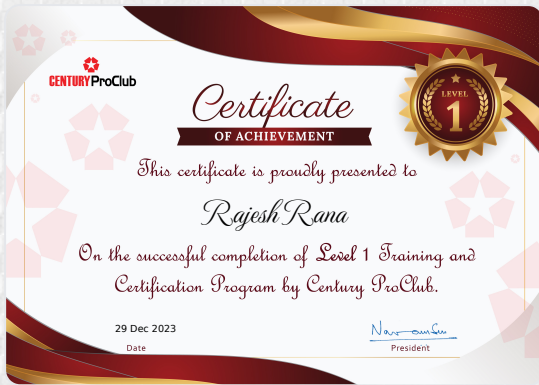 CENTURY ProClub
Certificate
OF ACHIEVEMENT
LEVEL
1
This certificate is proudly presented to
Rajesh Rana
On the successful completion of Level 1 Training and
Certification Program by Century ProClub.
29 Dec 2023
Date
President